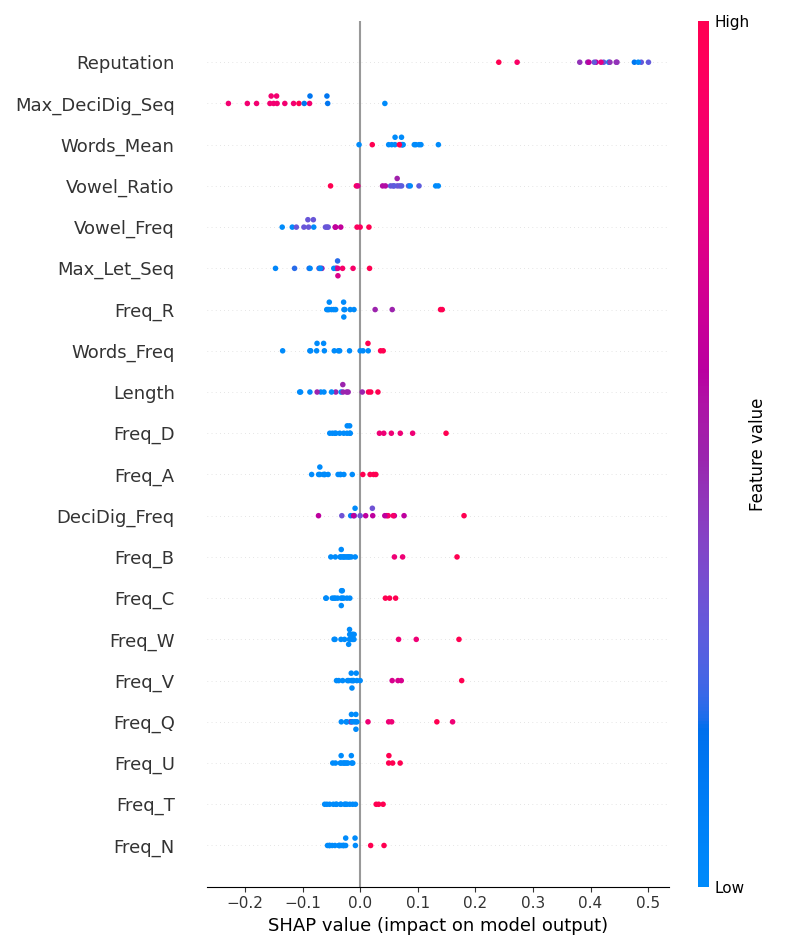 High
Reputation
Max_DeciDig_Seq
Words_Mean
Vowel_Ratio
Vowel_Freq
Max_Let_Seq
Freq_R
Words_Freq
Length
Freq_D
Freq_A
DeciDig_Freq
Freq_B
Freq_C
Freq_W
Freq_V
Freq_Q
Freq_U
Freq_T
Freq_N
Feature value
Low
−0.2 −0.1 0.0 0.1 0.2 0.3 0.4 0.5
SHAP value (impact on model output)